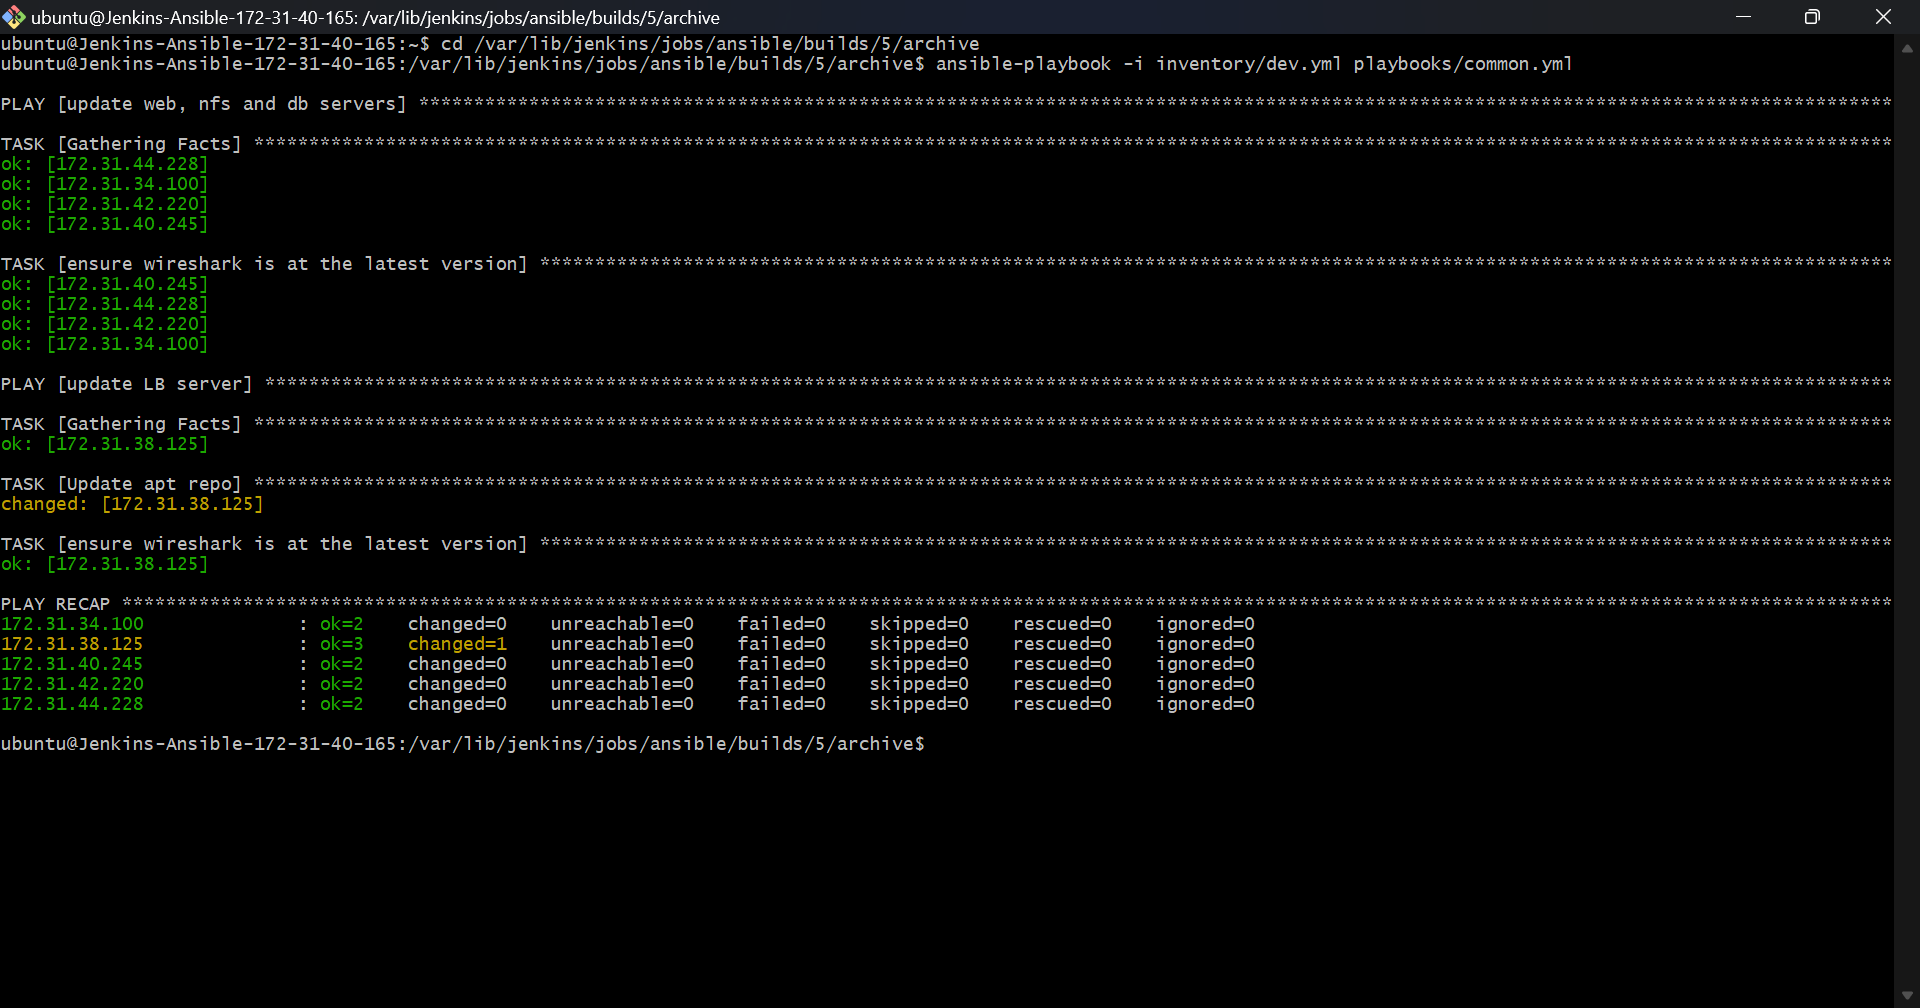 ubuntu@Jenkins-Ansible-172-31-40-165: /var/lib/jenkins/jobs/ansible/builds/5/archive
ubuntu@Jenkins-Ansible-172-31-40-165:~$ cd /var/lib/jenkins/jobs/ansible/builds/5/archive
ubuntu@Jenkins-Ansible-172-31-40-165:/var/lib/jenkins/jobs/ansible/builds/5/archive$ ansible-playbook -i inventory/dev.yml playbooks/common.yml
PLAY [update web, nfs and db servers] **************************************************************************************************************************************
TASK [Gathering Facts] *****************************************************************************************************************************************************
ok: [172.31.44.228]
ok: [172.31.34.100]
ok: [172.31.42.220]
ok: [172.31.40.245]
TASK [ensure wireshark is at the latest version] ***************************************************************************************************************************
ok: [172.31.40.245]
ok: [172.31.44.228]
ok: [172.31.42.220]
ok: [172.31.34.100]
PLAY [update LB server] ****************************************************************************************************************************************************
TASK [Gathering Facts] *****************************************************************************************************************************************************
ok: [172.31.38.125]
TASK [Update apt repo] *****************************************************************************************************************************************************
changed: [172.31.38.125]
TASK [ensure wireshark is at the latest version] ***************************************************************************************************************************
ok: [172.31.38.125]
PLAY RECAP *****************************************************************************************************************************************************************
172.31.34.100              : ok=2    changed=0    unreachable=0    failed=0    skipped=0    rescued=0    ignored=0
172.31.38.125              : ok=3    changed=1    unreachable=0    failed=0    skipped=0    rescued=0    ignored=0
172.31.40.245              : ok=2    changed=0    unreachable=0    failed=0    skipped=0    rescued=0    ignored=0
172.31.42.220              : ok=2    changed=0    unreachable=0    failed=0    skipped=0    rescued=0    ignored=0
172.31.44.228              : ok=2    changed=0    unreachable=0    failed=0    skipped=0    rescued=0    ignored=0
ubuntu@Jenkins-Ansible-172-31-40-165:/var/lib/jenkins/jobs/ansible/builds/5/archive$